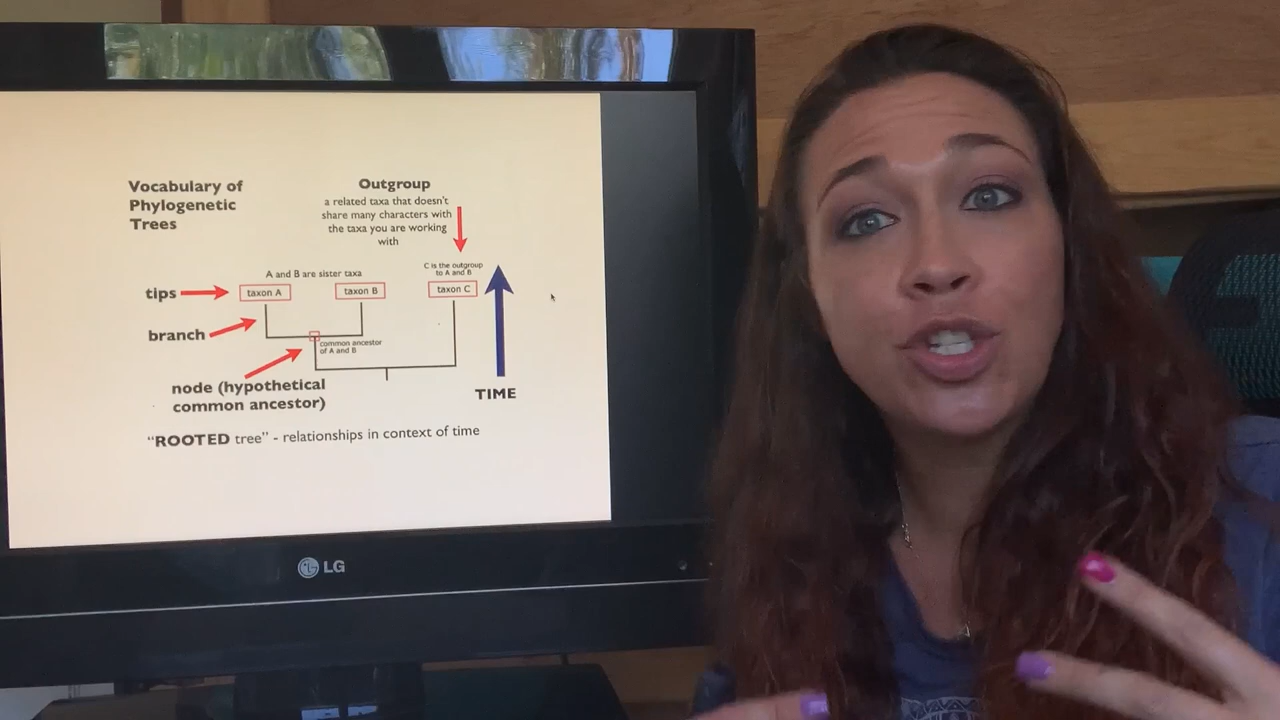 Vocabulary of
Phylogenetic
Trees
Outgroup
a related taxa that doesn't
share many characters with
the taxa you are working
with
A and B are sister taxa
C is the outgroup
to A and B
tips
taxon A
taxon B
taxon C
branch
common ancestor
of A and B
node (hypothetical
common ancestor)
TIME
"ROOTED tree" - relationships in context of time
LG